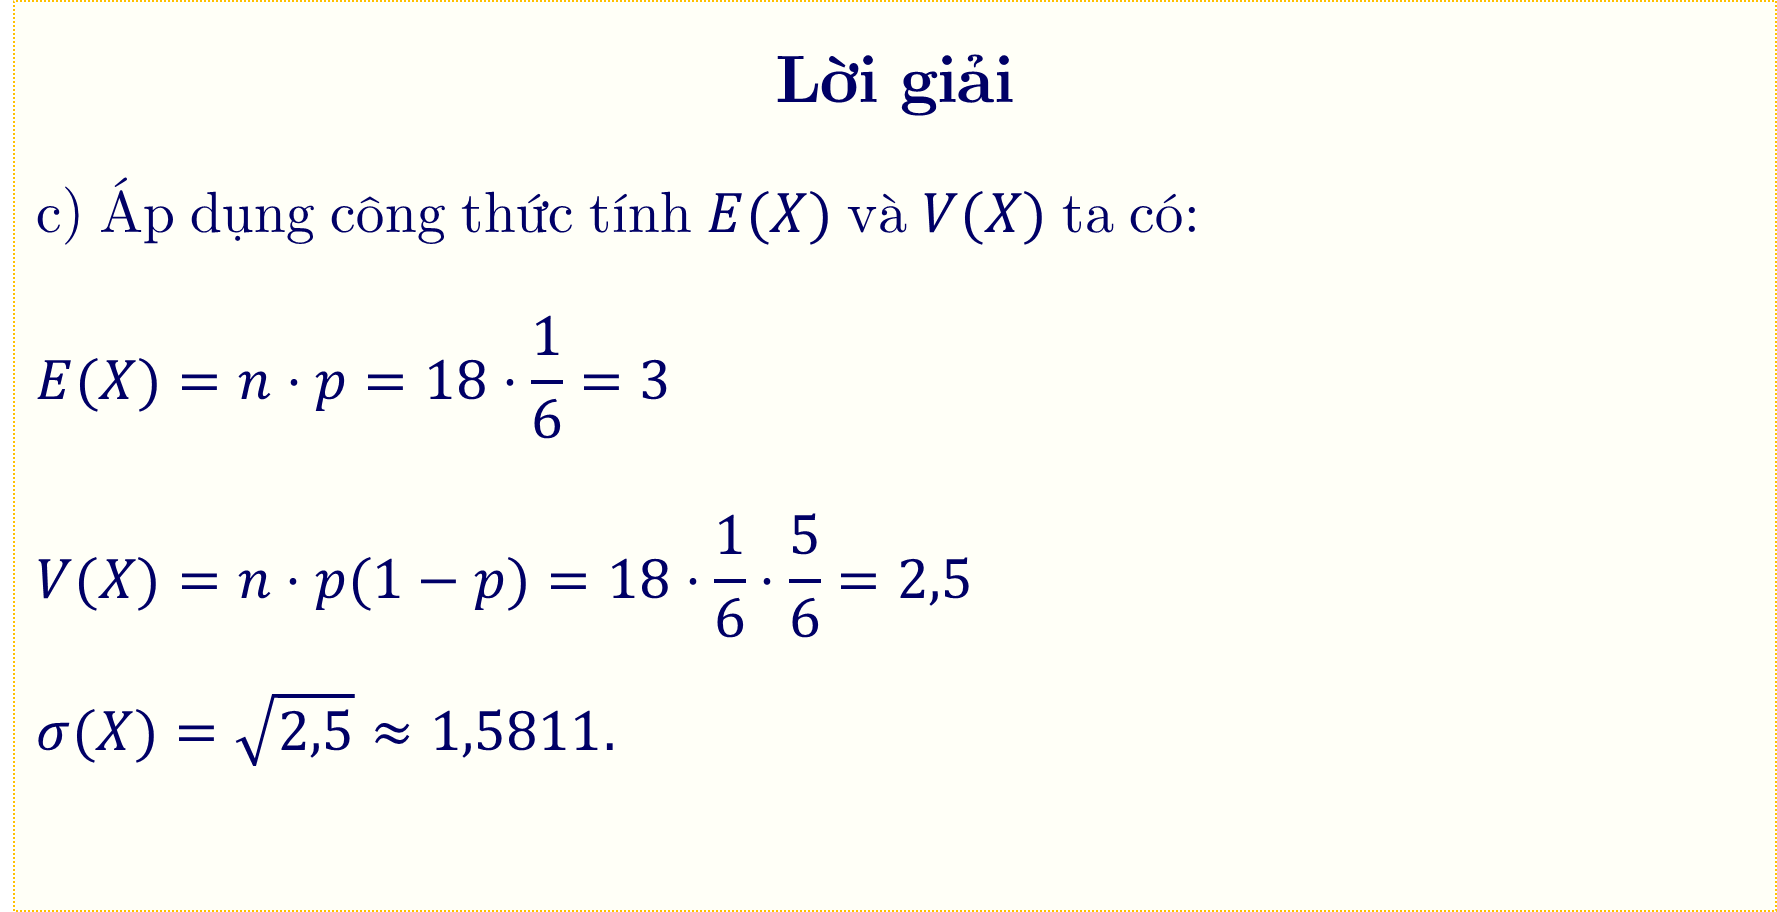 Lời giải
c) Áp dụng công thức tính E(X) và V(X) ta có:
E(X) = n · p = 18 · 1/6 = 3
V(X) = n · p(1 − p) = 18 · 1/6 · 5/6 = 2,5
σ(X) = √2,5 ≈ 1,5811.